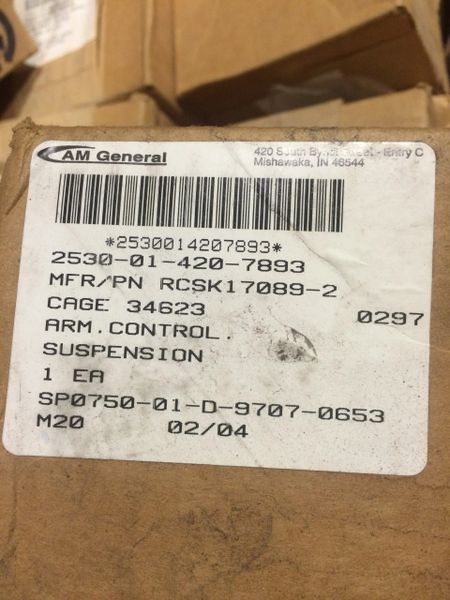 AM General
420 South Street - Entry C
Mishawaka, IN 46544
*2530014207893*
2530-01-420-7893
MFR/PN RCSK17089-2
CAGE 34623 0297
ARM.CONTROL.
SUSPENSION
1 EA
SP0750-01-D-9707-0653
M20 02/04